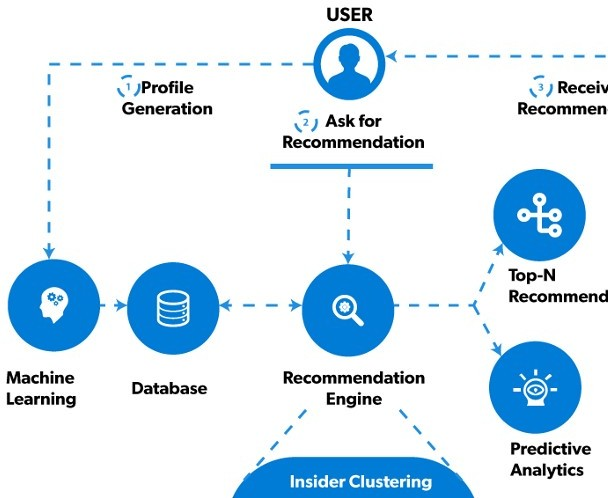 USER
1 Profile
Generation
2 Ask for
Recommendation
3 Receiv
Recommen
Top-N
Recommend
Machine
Learning
Database
Recommendation
Engine
Predictive
Analytics
Insider Clustering